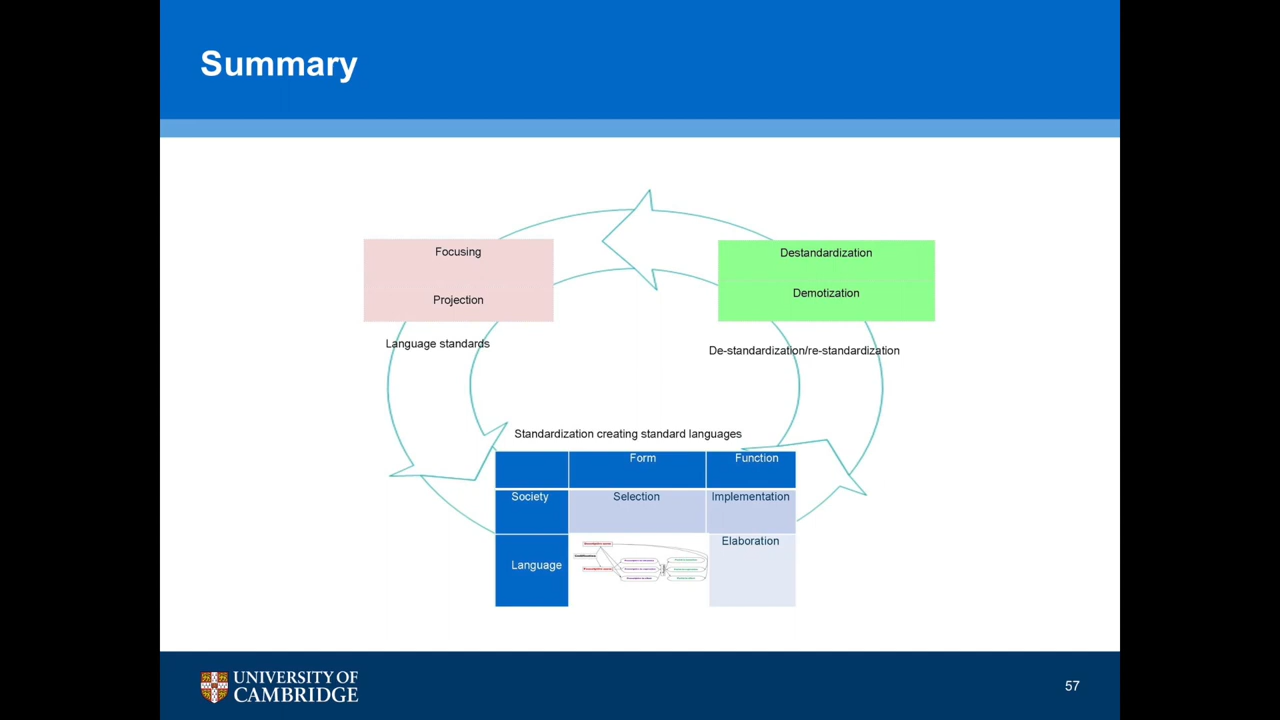 Summary
Focusing
Projection
Destandardization
Demotization
Language standards
De-standardization/re-standardization
Standardization creating standard languages
Form
Function
Society
Selection
Implementation
Language
Elaboration
UNIVERSITY OF
CAMBRIDGE
57